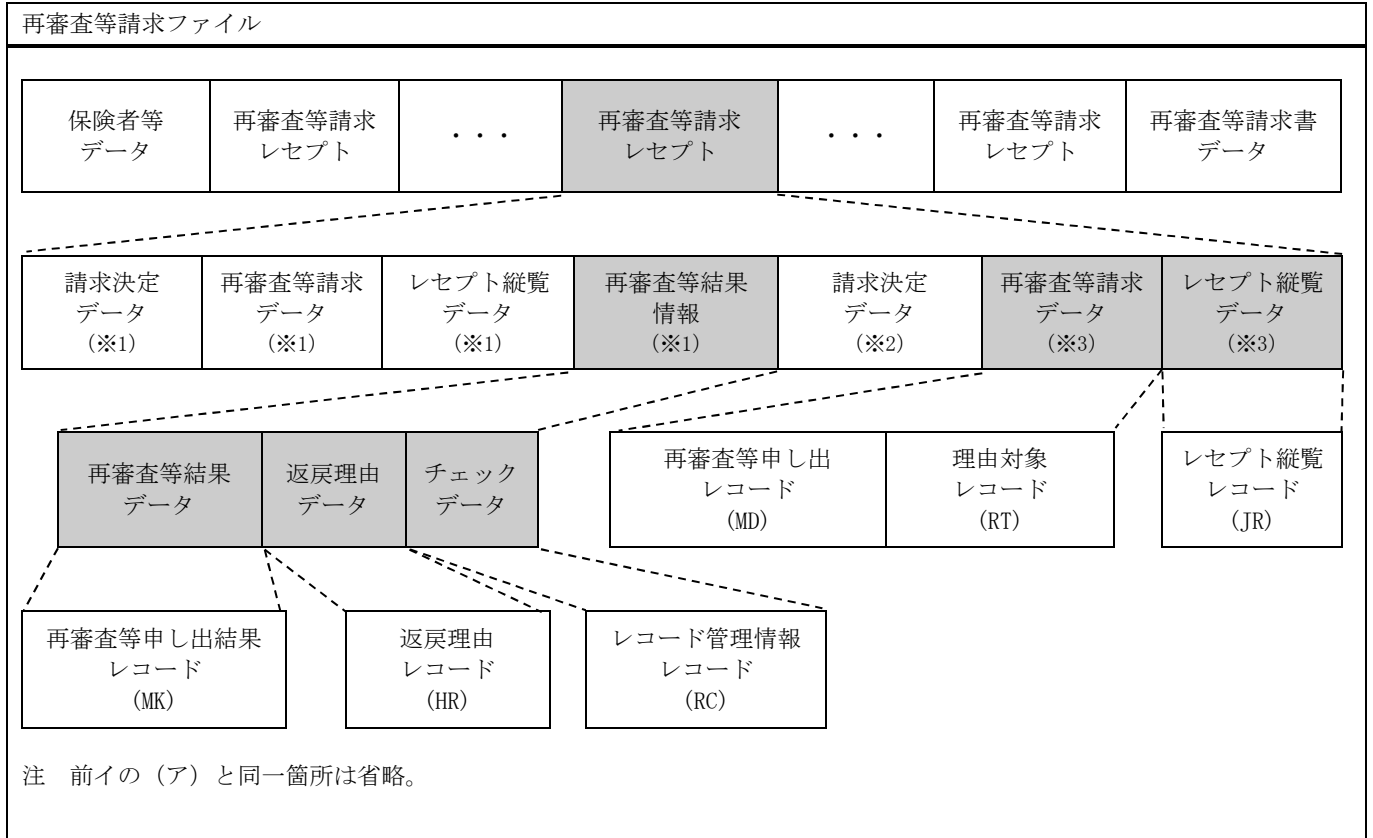 再審査等請求ファイル
保険者等
データ
再審査等請求
レセプト
・・・
再審査等請求
レセプト
・・・
再審査等請求
レセプト
再審査等請求書
データ
請求決定
データ
(※1)
再審査等請求
データ
(※1)
レセプト縦覧
データ
(※1)
再審査等結果
情報
(※1)
請求決定
データ
(※2)
再審査等請求
データ
(※3)
レセプト縦覧
データ
(※3)
再審査等結果
データ
返戻理由
データ
チェック
データ
再審査等申し出
レコード
(MD)
理由対象
レコード
(RT)
レセプト縦覧
レコード
(JR)
再審査等申し出結果
レコード
(MK)
返戻理由
レコード
(HR)
レコード管理情報
レコード
(RC)
注　前イの（ア）と同一箇所は省略。